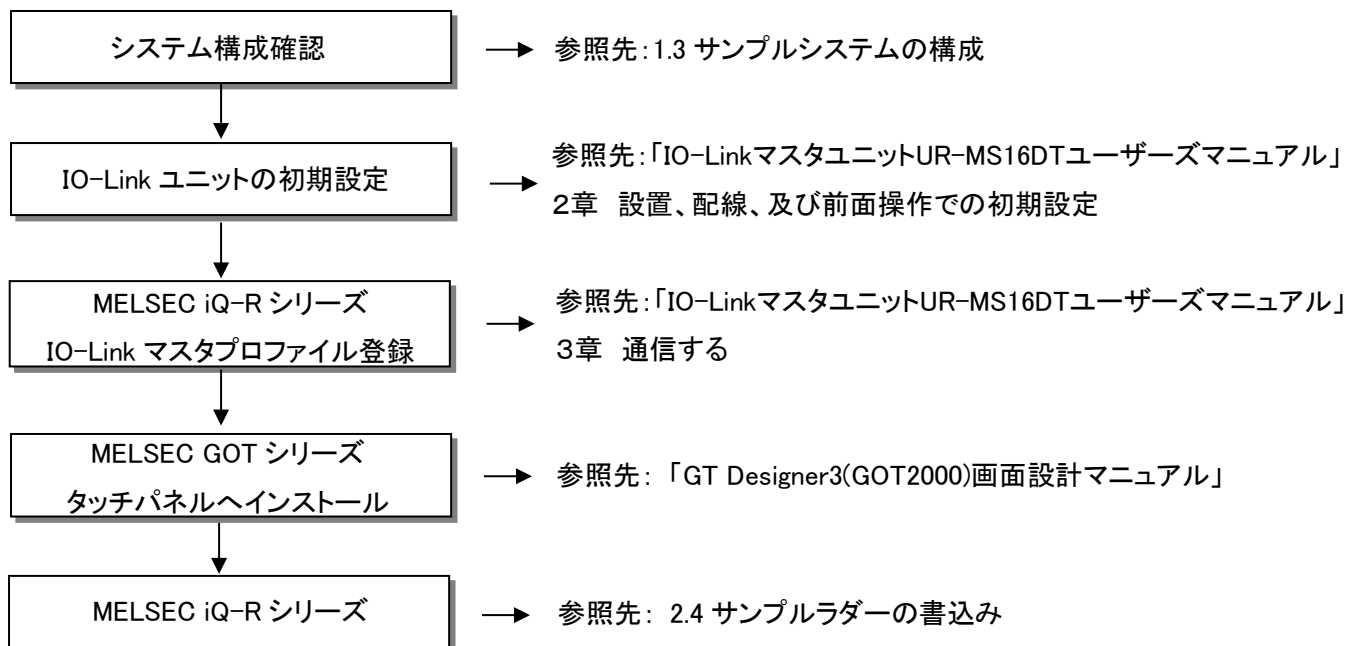 システム構成確認
参照先：1.3 サンプルシステムの構成
IO-Link ユニットの初期設定
参照先：「IO-LinkマスタユニットUR-MS16DTユーザーズマニュアル」
２章　設置、配線、及び前面操作での初期設定
MELSEC iQ-R シリーズ
IO-Link マスタプロファイル登録
参照先：「IO-LinkマスタユニットUR-MS16DTユーザーズマニュアル」
３章　通信する
MELSEC GOT シリーズ
タッチパネルへインストール
参照先：「GT Designer3(GOT2000)画面設計マニュアル」
MELSEC iQ-R シリーズ
参照先： 2.4 サンプルラダーの書込み